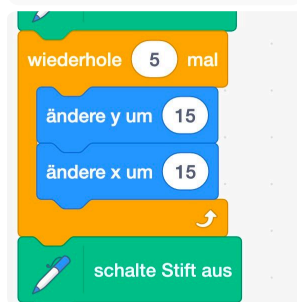 wiederhole 5 mal
ändere y um 15
ändere x um 15
schalte Stift aus